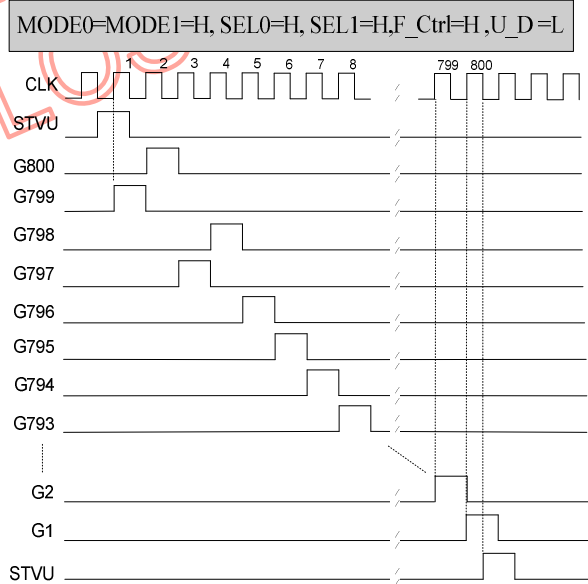 MODE0=MODE1=H, SEL0=H, SEL1=H,F_Ctrl=H ,U_D =L
1 2 3 4 5 6 7 8 799 800
CLK
STVU
G800
G799
G798
G797
G796
G795
G794
G793
G2
G1
STVU